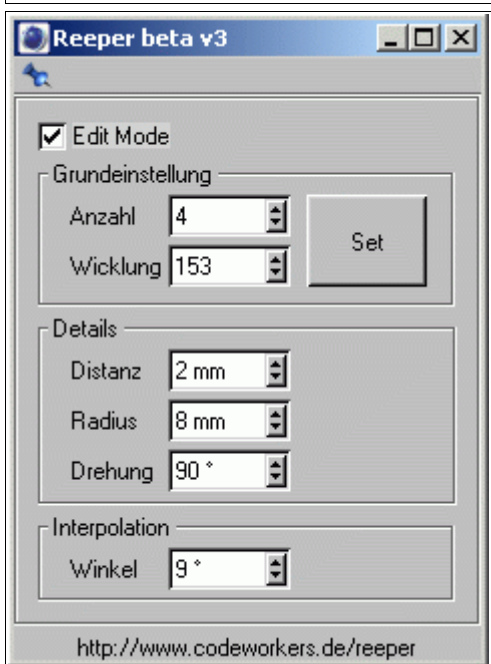 Reeper beta v3
Edit Mode
Grundeinstellung
Anzahl 4
Set
Wicklung 153
Details
Distanz 2 mm
Radius 8 mm
Drehung 90 °
Interpolation
Winkel 9 °
http://www.codeworkers.de/reeper